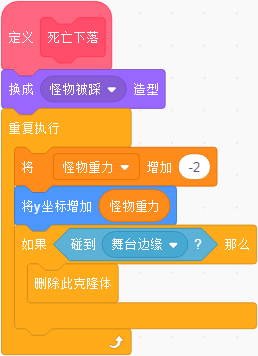 定义 死亡下落
换成 怪物被踩 造型
重复执行
将 怪物重力 增加 -2
将y坐标增加 怪物重力
如果 碰到 舞台边缘 ? 那么
删除此克隆体